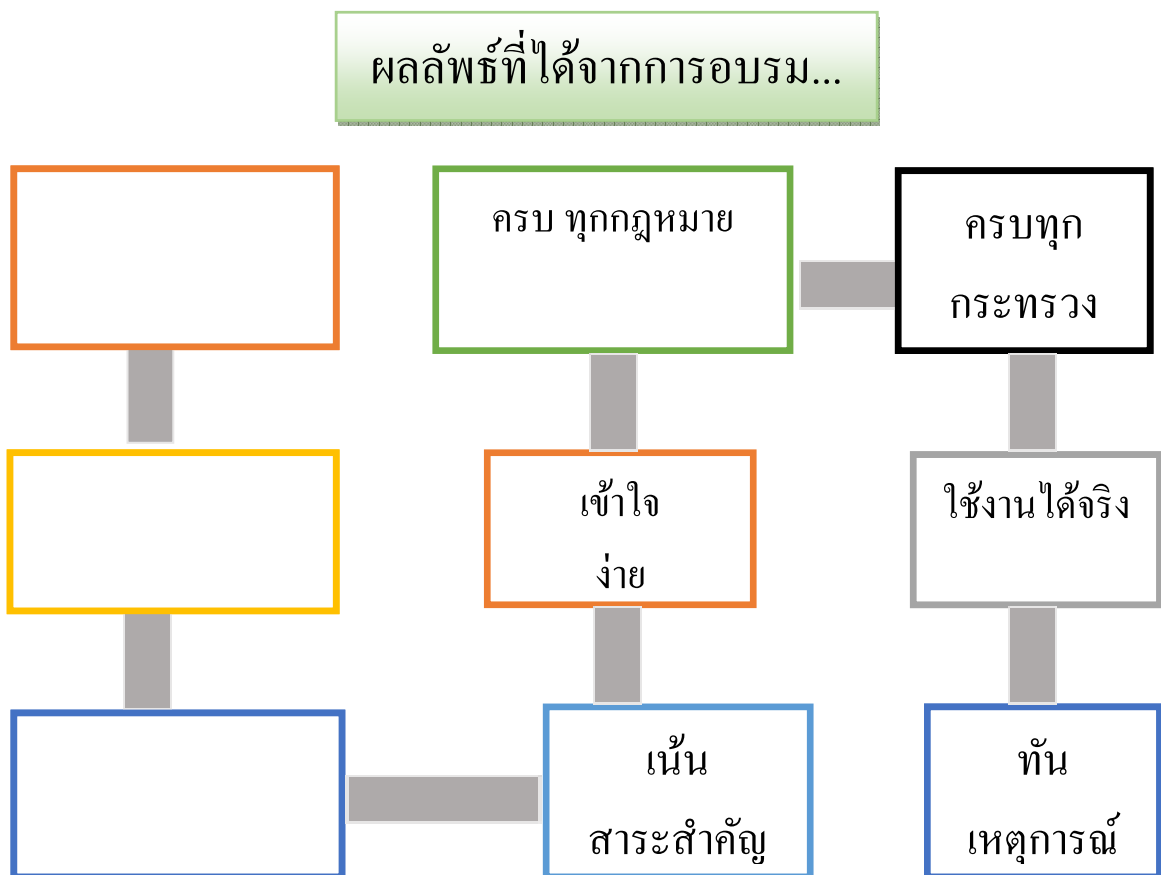 ผลลัพธ์ที่ได้จากการอบรม...
ครบ ทุกกฎหมาย
ครบทุก
กระทรวง
เข้าใจ
ง่าย
ใช้งานได้จริง
เน้น
สาระสำคัญ
ทัน
เหตุการณ์